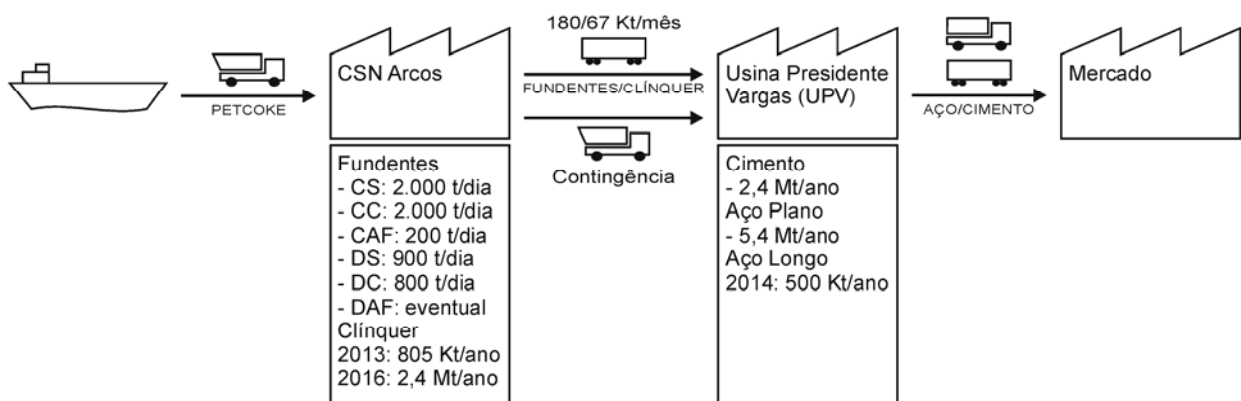 PETCOKE
CSN Arcos
Fundentes
- CS: 2.000 t/dia
- CC: 2.000 t/dia
- CAF: 200 t/dia
- DS: 900 t/dia
- DC: 800 t/dia
- DAF: eventual
Clínquer
2013: 805 Kt/ano
2016: 2,4 Mt/ano
180/67 Kt/mês
FUNDENTES/CLÍNQUER
Contingência
Usina Presidente
Vargas (UPV)
Cimento
- 2,4 Mt/ano
Aço Plano
- 5,4 Mt/ano
Aço Longo
2014: 500 Kt/ano
AÇO/CIMENTO
Mercado